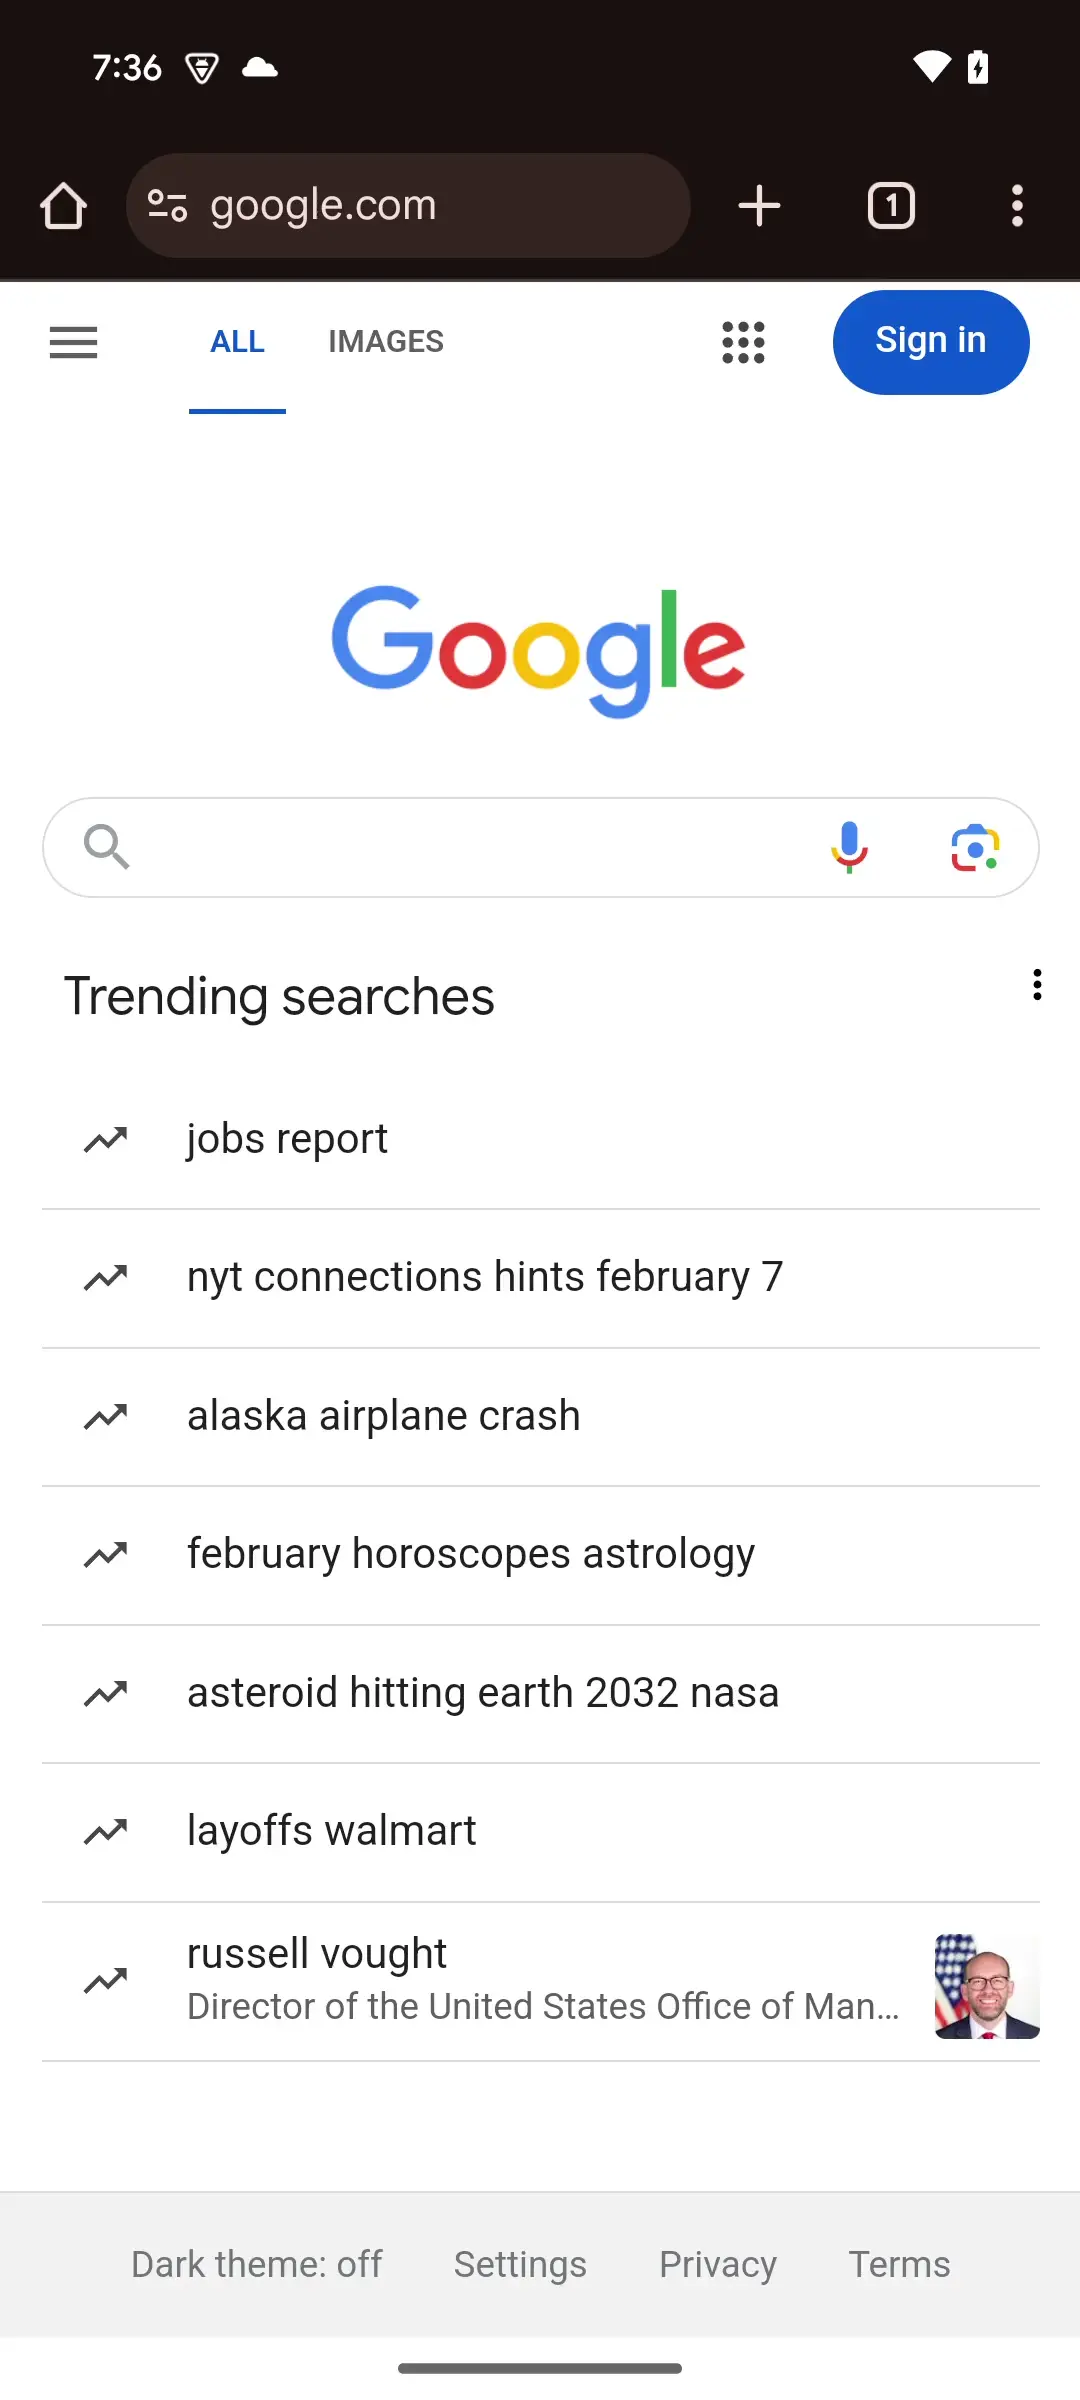 7:36
google.com
1
ALL IMAGES Sign in
Google
Trending searches
jobs report
nyt connections hints february 7
alaska airplane crash
february horoscopes astrology
asteroid hitting earth 2032 nasa
layoffs walmart
russell vought
Director of the United States Office of Man...
Dark theme: off Settings Privacy Terms